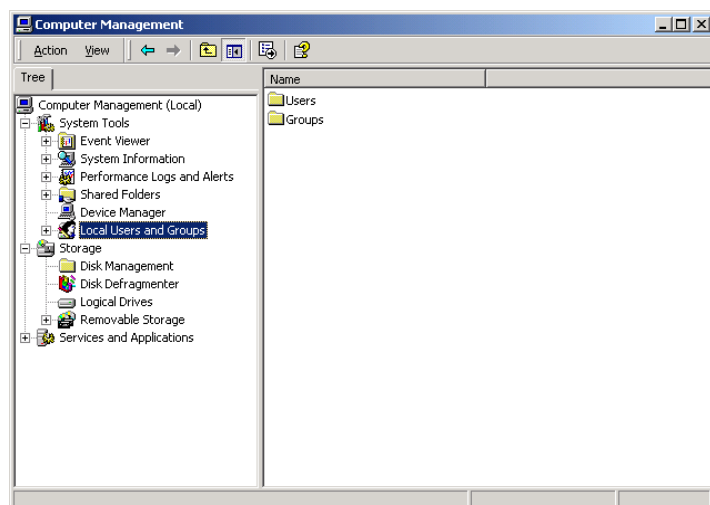 Computer Management
Action View
Tree
Name
Computer Management (Local)
System Tools
Event Viewer
System Information
Performance Logs and Alerts
Shared Folders
Device Manager
Local Users and Groups
Storage
Disk Management
Disk Defragmenter
Logical Drives
Removable Storage
Services and Applications
Users
Groups